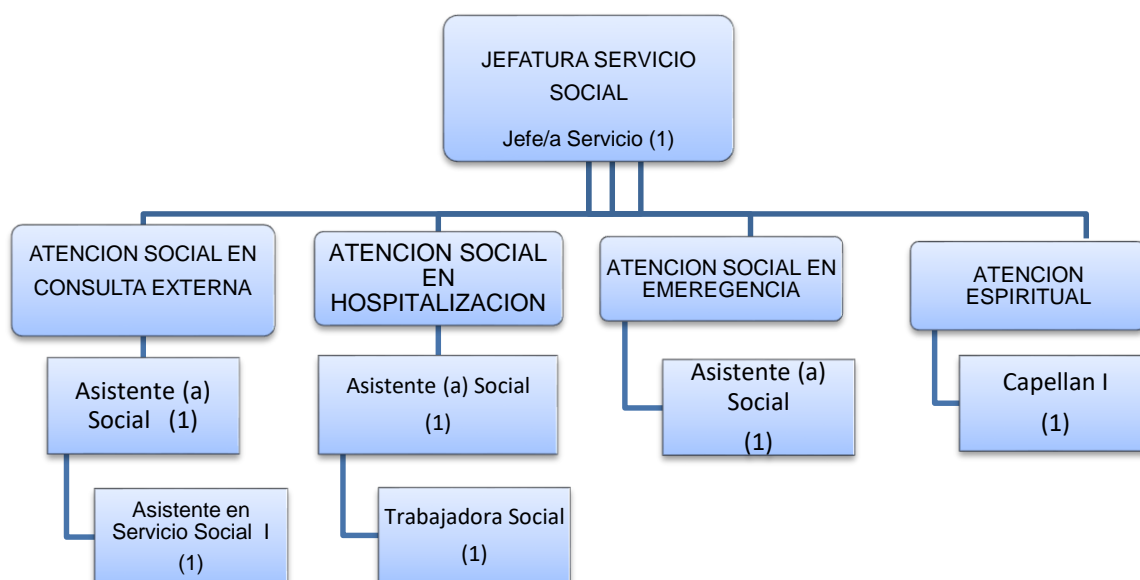 JEFATURA SERVICIO
SOCIAL
Jefe/a Servicio (1)
ATENCION SOCIAL EN
CONSULTA EXTERNA
ATENCION SOCIAL
EN
HOSPITALIZACION
ATENCION SOCIAL EN
EMEREGENCIA
ATENCION
ESPIRITUAL
Asistente (a)
Social (1)
Asistente (a) Social
(1)
Asistente (a)
Social
(1)
Capellan I
(1)
Asistente en
Servicio Social I
(1)
Trabajadora Social
(1)